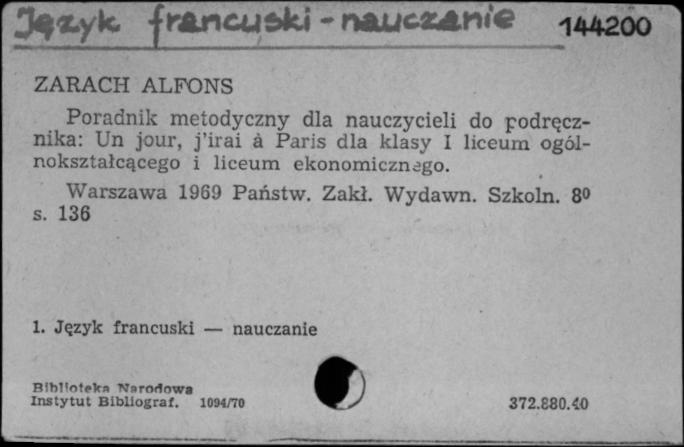 Język francuski - nauczanie 144200
ZARACH ALFONS
Poradnik metodyczny dla nauczycieli do podręcz-
nika: Un jour, j'irai à Paris dla klasy I liceum ogól-
nokształcącego i liceum ekonomicznego.
Warszawa 1969 Państw. Zakł. Wydawn. Szkoln. 8⁰
s. 136
1. Język francuski — nauczanie
Biblioteka Narodowa
Instytut Bibliograf. 1094/70
372.880.40